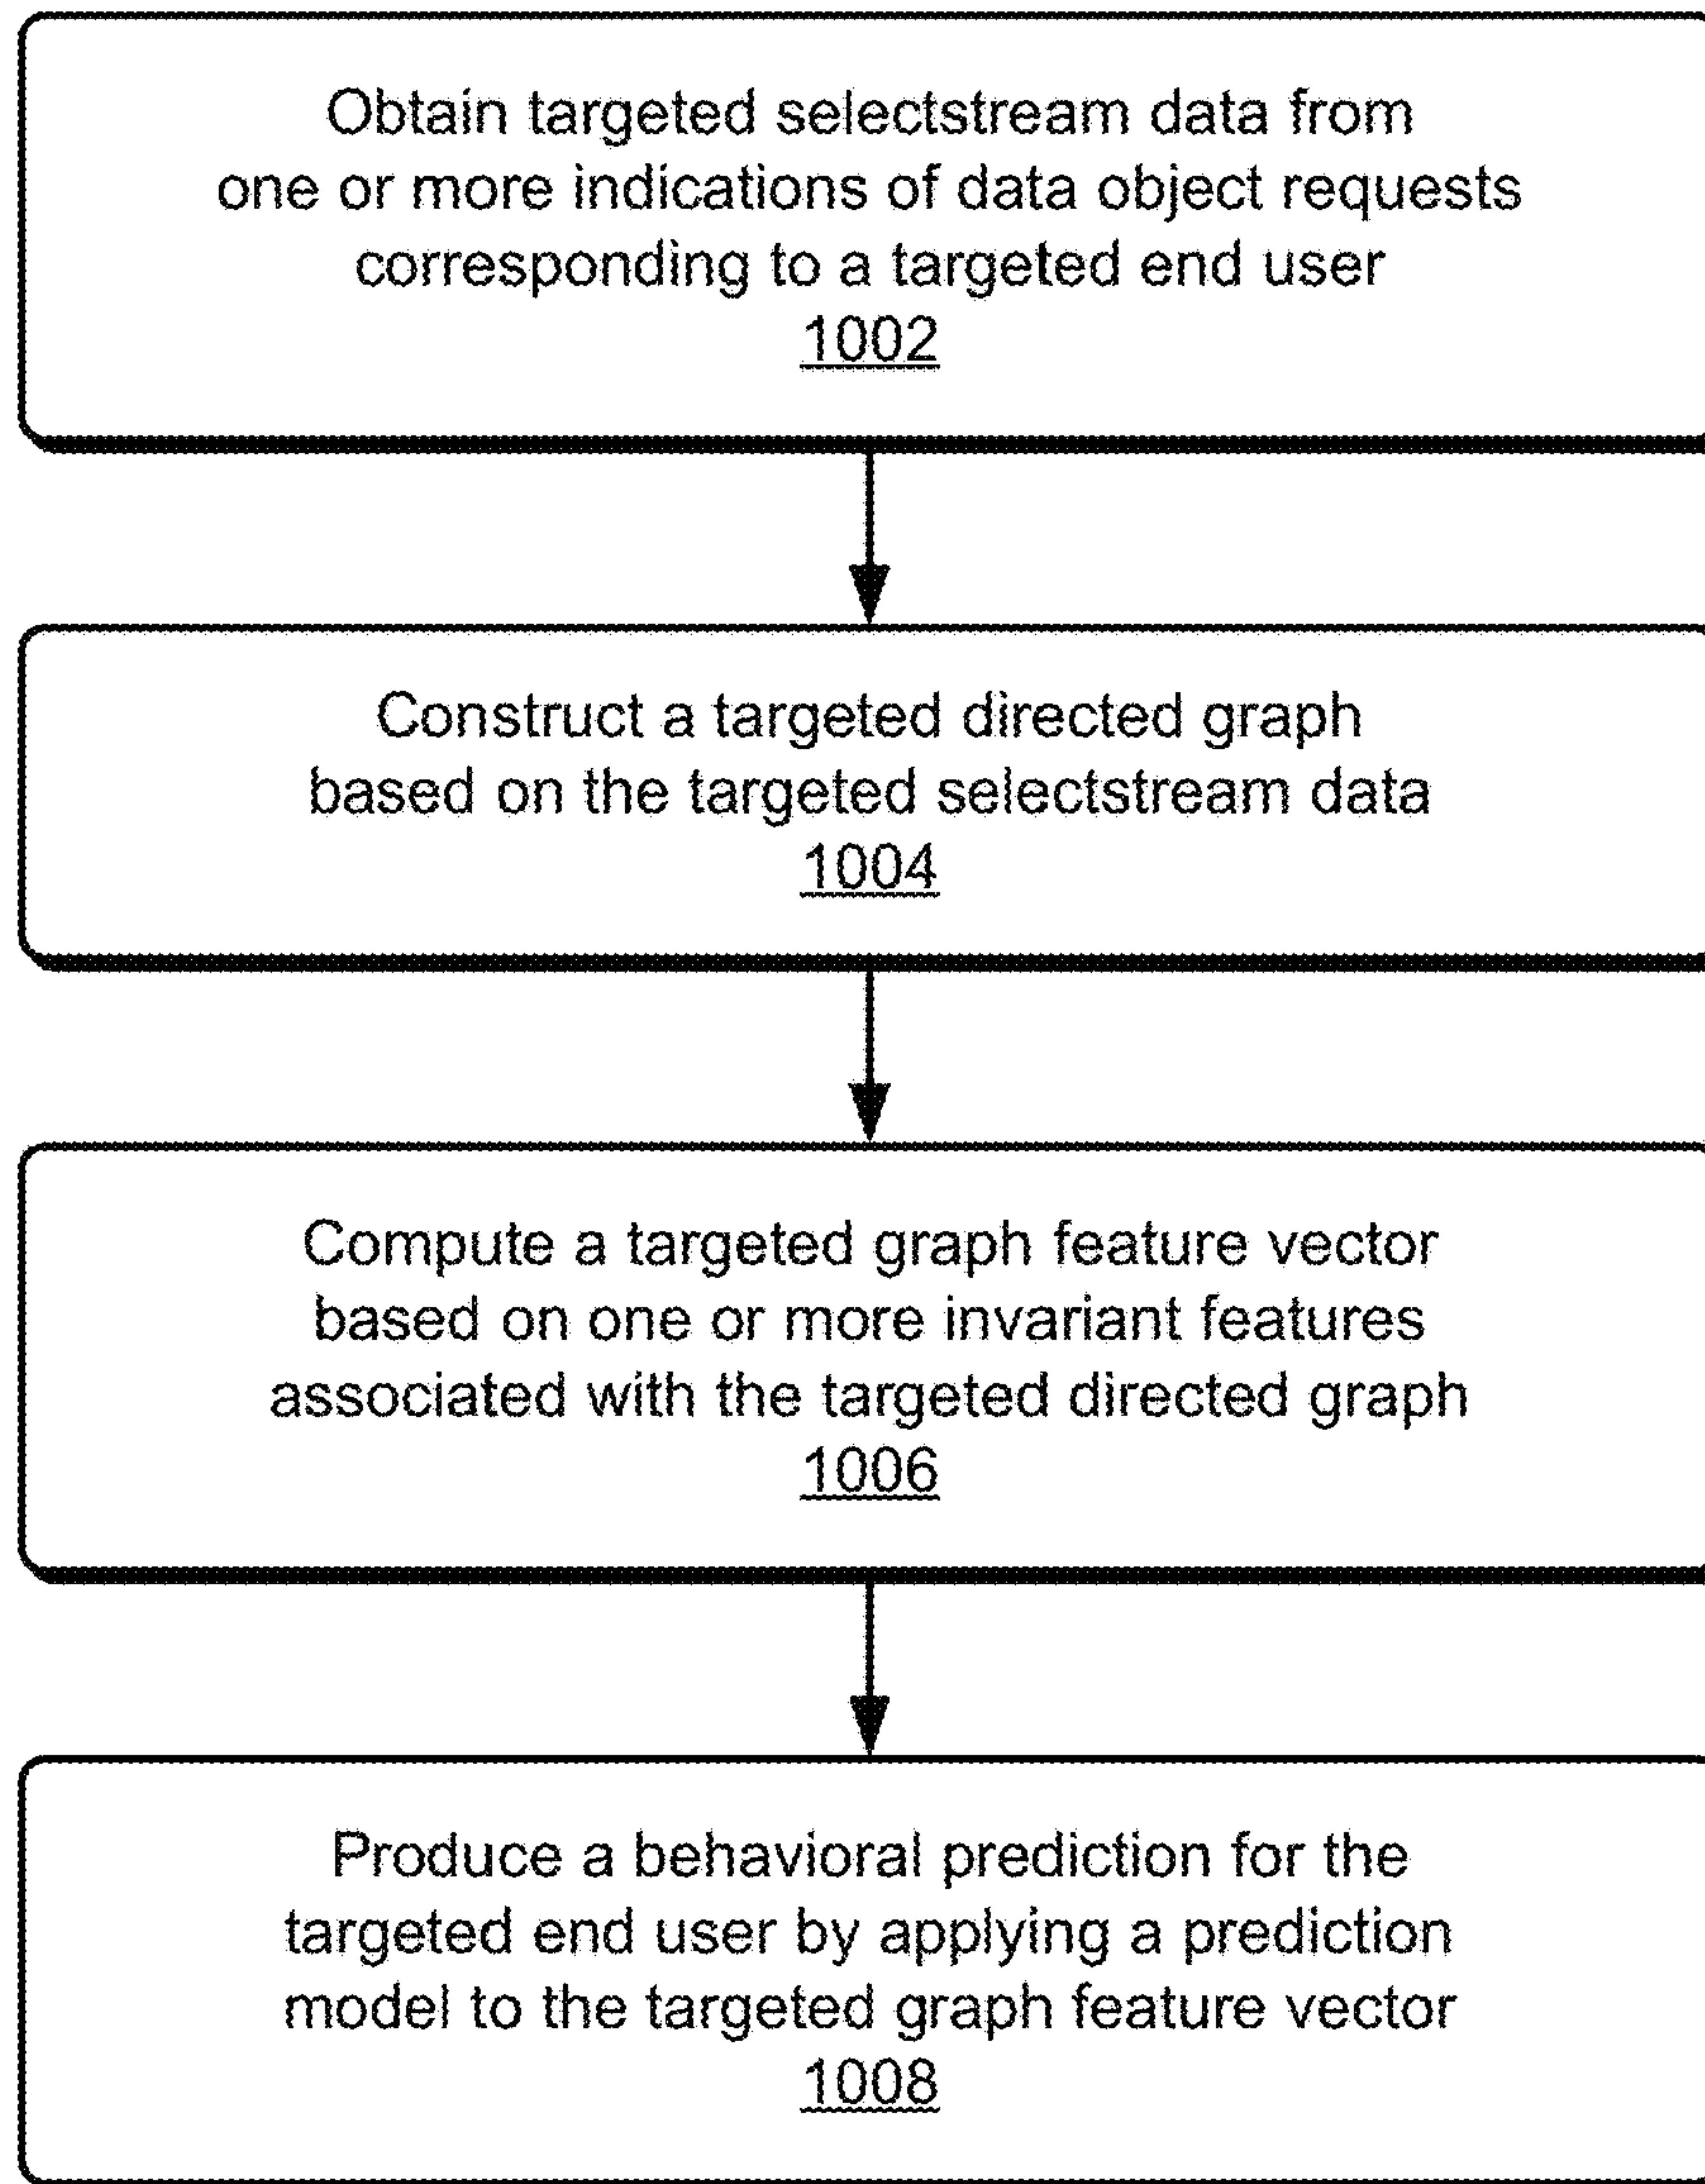 Obtain targeted selectstream data from
one or more indications of data object requests
corresponding to a targeted end user
1002
Construct a targeted directed graph
based on the targeted selectstream data
1004
Compute a targeted graph feature vector
based on one or more invariant features
associated with the targeted directed graph
1006
Produce a behavioral prediction for the
targeted end user by applying a prediction
model to the targeted graph feature vector
1008